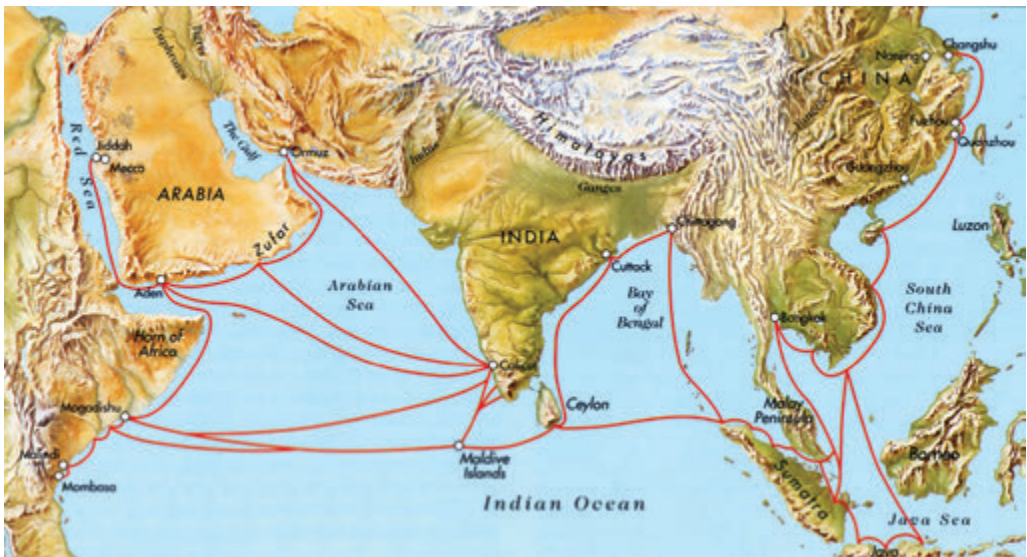 Nanjing
Changshu
CHINA
Tigris
Euphrates
Yangtze
Himalayas
Fuzhou
Quanzhou
The Gulf
Ormuz
Red
Sea
Jiddah
Mecca
Indus
Ganges
Guangzhou
ARABIA
Zufar
INDIA
Chittagong
Luzon
Cuttack
Aden
Arabian
Sea
Bay
of
Bengal
South
China
Sea
Bangkok
Horn of
Africa
Calicut
Ceylon
Malay
Peninsula
Mogadishu
Malindi
Mombasa
Maldive
Islands
Borneo
Sumatra
Indian Ocean
Java Sea
Java